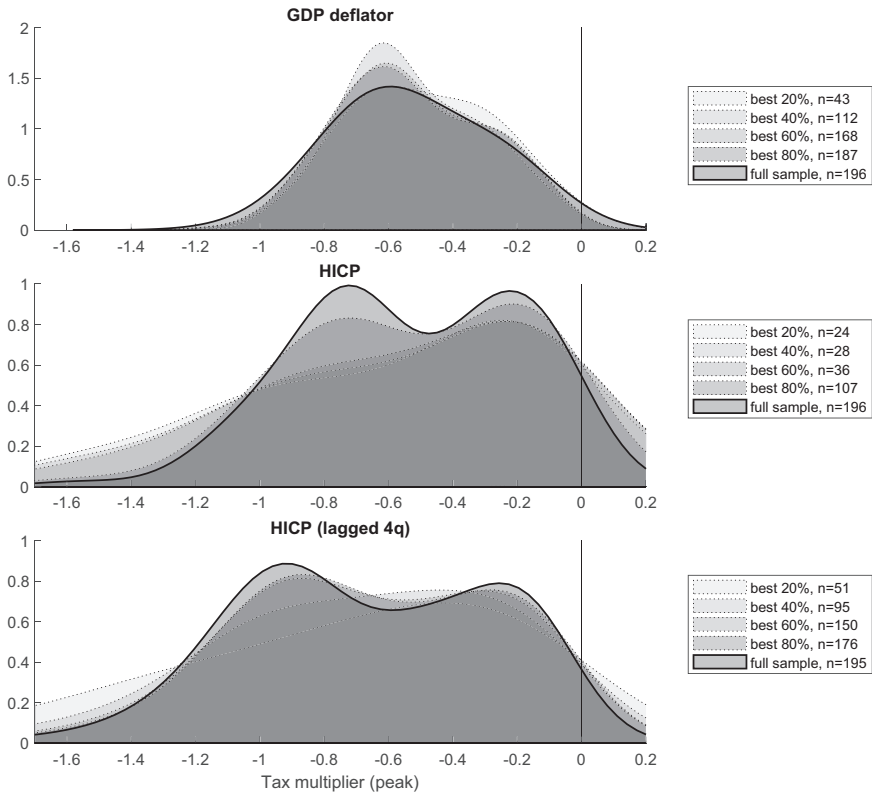 GDP deflator
2
1.5
1
0.5
0
-1.6 -1.4 -1.2 -1 -0.8 -0.6 -0.4 -0.2 0 0.2
best 20%, n=43
best 40%, n=112
best 60%, n=168
best 80%, n=187
full sample, n=196
HICP
1
0.8
0.6
0.4
0.2
0
-1.6 -1.4 -1.2 -1 -0.8 -0.6 -0.4 -0.2 0 0.2
best 20%, n=24
best 40%, n=28
best 60%, n=36
best 80%, n=107
full sample, n=196
HICP (lagged 4q)
1
0.8
0.6
0.4
0.2
0
-1.6 -1.4 -1.2 -1 -0.8 -0.6 -0.4 -0.2 0 0.2
Tax multiplier (peak)
best 20%, n=51
best 40%, n=95
best 60%, n=150
best 80%, n=176
full sample, n=195